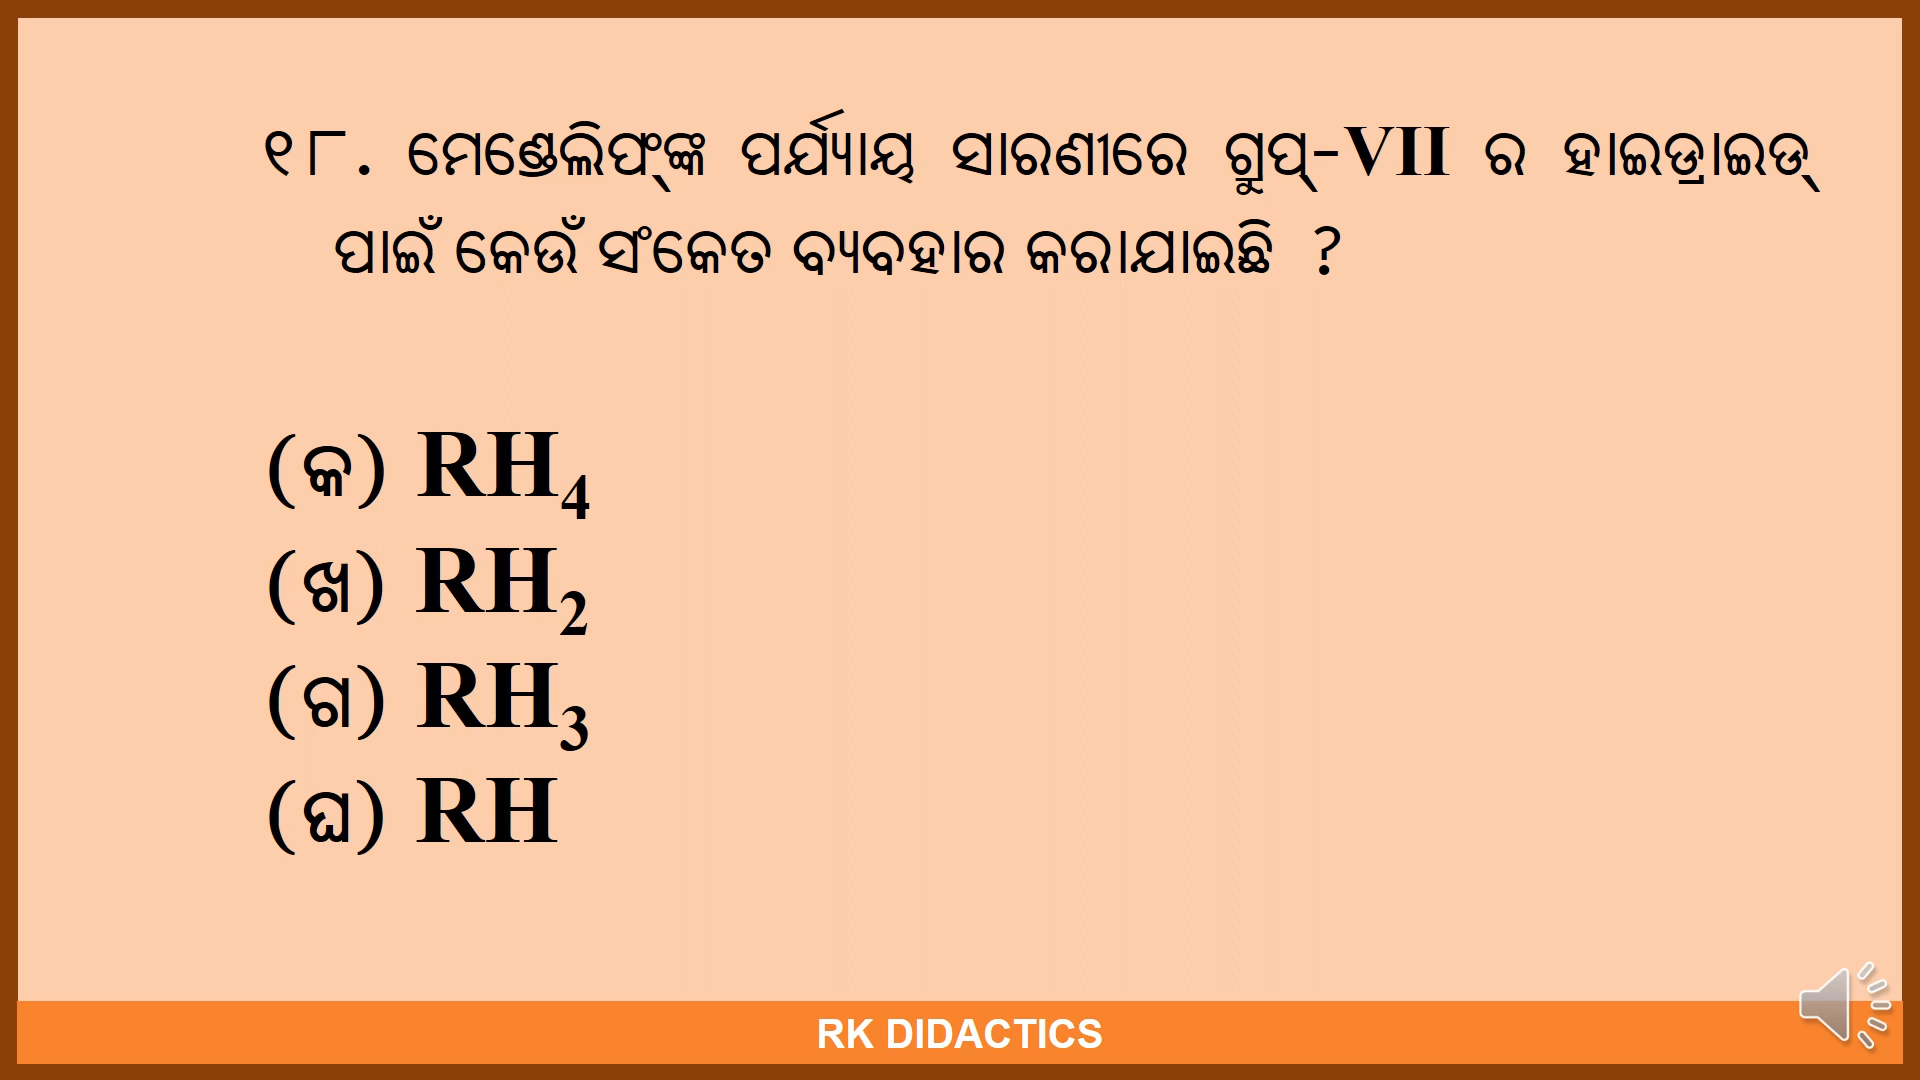 ୧୮. ମେଣ୍ଡେଲିଫ୍‌ଙ୍କ ପର୍ଯ୍ୟାୟ ସାରଣୀରେ ଗ୍ରୁପ୍-VII ର ହାଇଡ୍ରାଇଡ୍
ପାଇଁ କେଉଁ ସଂକେତ ବ୍ୟବହାର କରାଯାଇଛି ?
(କ) RH₄
(ଖ) RH₂
(ଗ) RH₃
(ଘ) RH
RK DIDACTICS